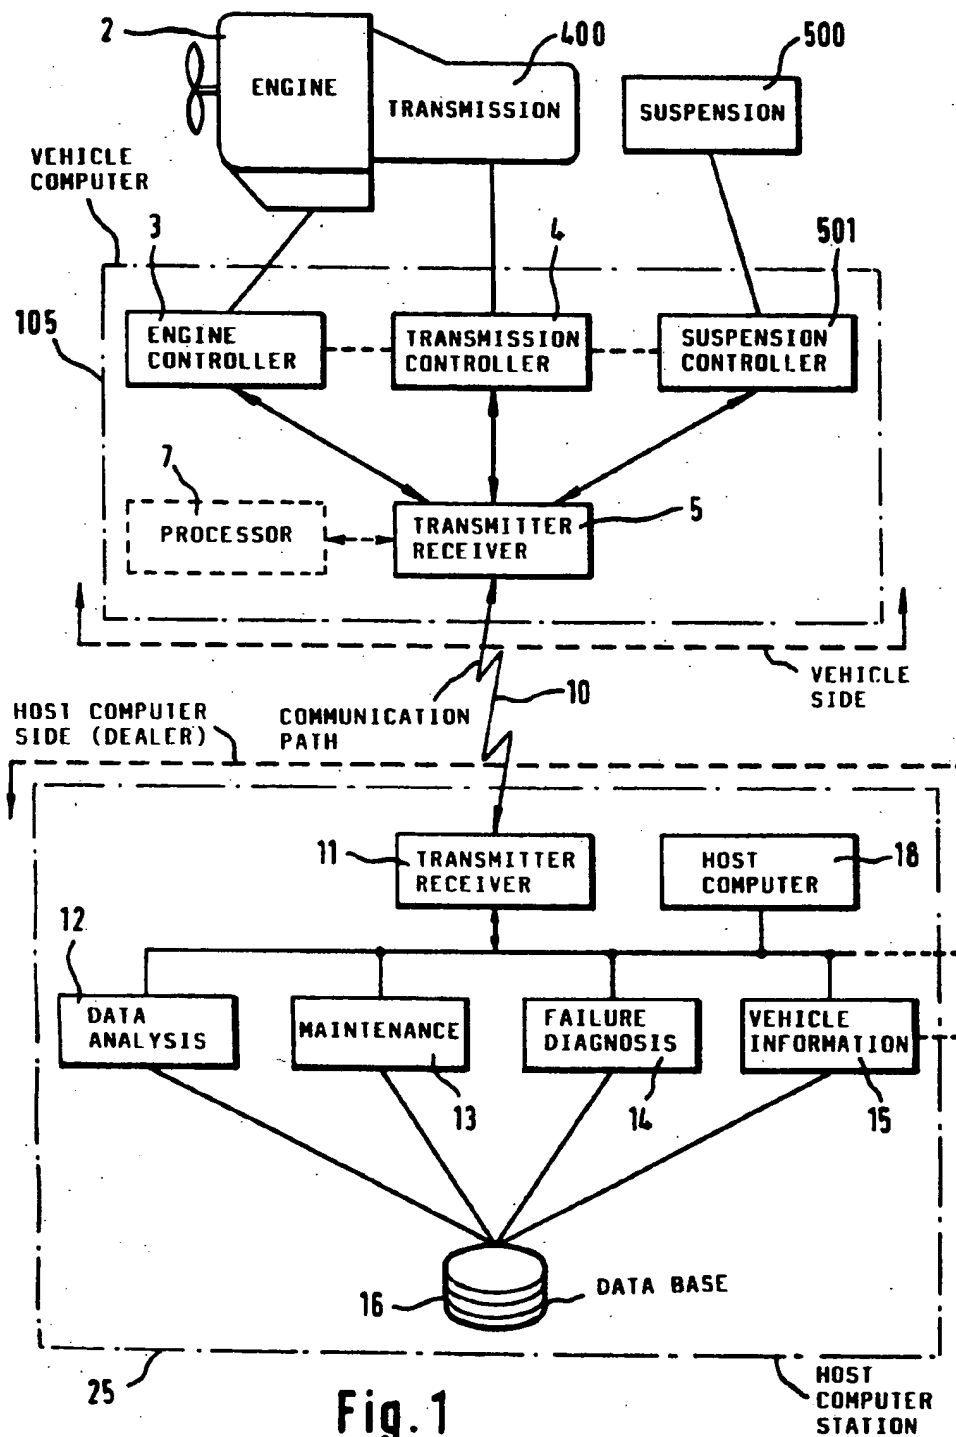 2
400
500
ENGINE
TRANSMISSION
SUSPENSION
VEHICLE
COMPUTER
3
4
501
105
ENGINE
CONTROLLER
TRANSMISSION
CONTROLLER
SUSPENSION
CONTROLLER
7
PROCESSOR
TRANSMITTER
RECEIVER
5
VEHICLE
SIDE
10
COMMUNICATION
PATH
HOST COMPUTER
SIDE (DEALER)
11
TRANSMITTER
RECEIVER
HOST
COMPUTER
18
12
DATA
ANALYSIS
MAINTENANCE
FAILURE
DIAGNOSIS
VEHICLE
INFORMATION
13
14
15
16
DATA BASE
25
HOST
COMPUTER
STATION
Fig. 1